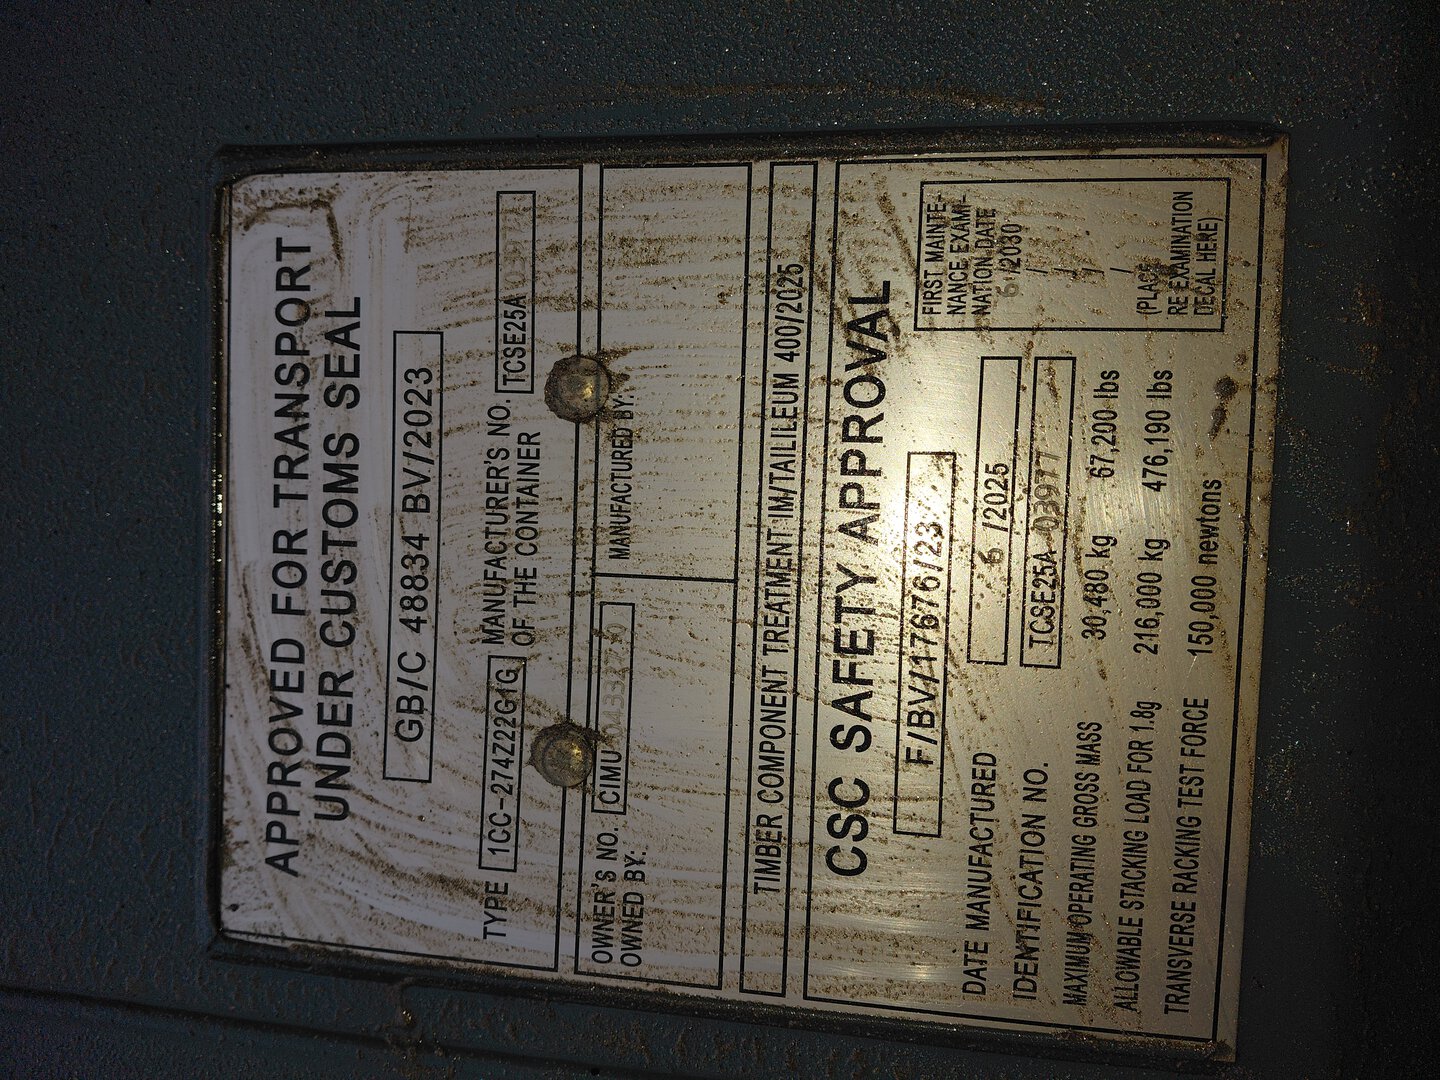 APPROVED FOR TRANSPORT
UNDER CUSTOMS SEAL
GB/C 48834 BV/2023
TYPE 1CC-274Z22G1G MANUFACTURER'S NO.
OF THE CONTAINER TCSE25A
OWNER'S NO. CIMU
OWNED BY:
MANUFACTURED BY:
TIMBER COMPONENT TREATMENT IM/TAILILEUM 400/2025
CSC SAFETY APPROVAL
F/BV/17676/23
DATE MANUFACTURED 6 /2025
IDENTIFICATION NO. TCSE25A 03977
MAXIMUM OPERATING GROSS MASS 30,480 kg 67,200 lbs
ALLOWABLE STACKING LOAD FOR 1.8g 216,000 kg 476,190 lbs
TRANSVERSE RACKING TEST FORCE 150,000 newtons
FIRST MAINTE-
NANCE EXAMI-
NATION DATE
6 /2030
/
/
/
/
(PLACE
RE EXAMINATION
DECAL HERE)